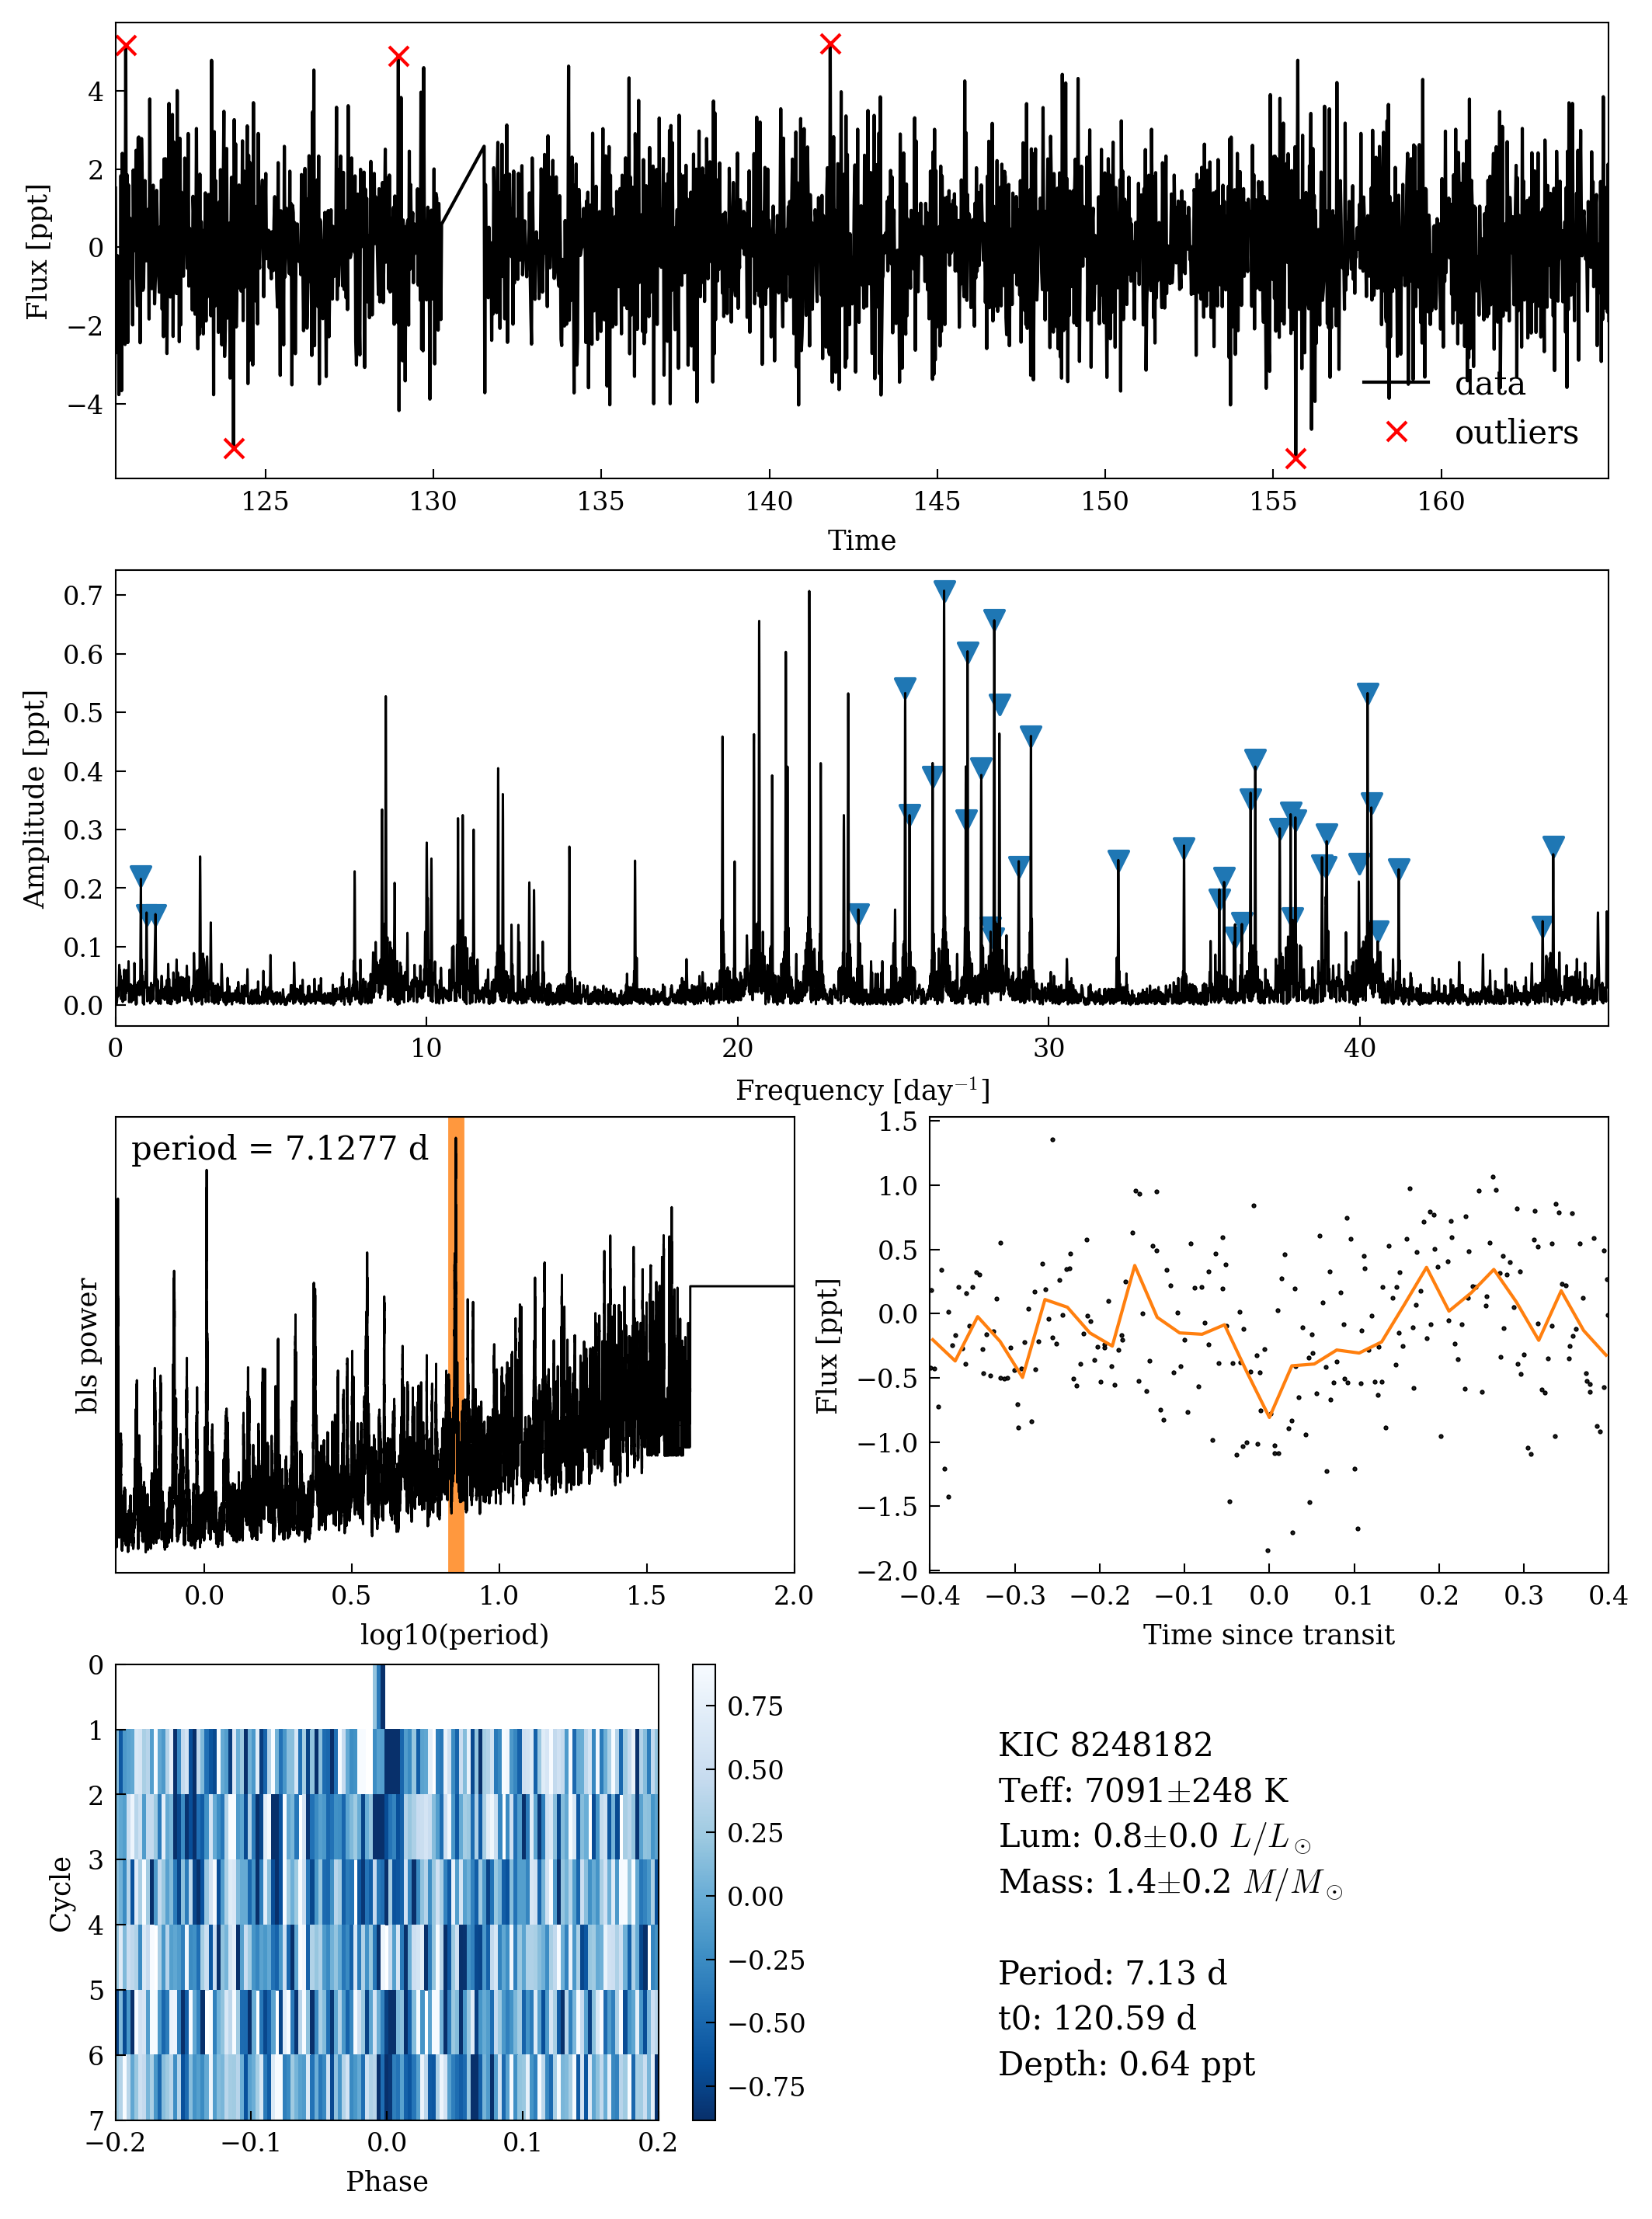 Flux [ppt]
4
2
0
−2
−4
125 130 135 140 145 150 155 160
Time
data
outliers
Amplitude [ppt]
0.7
0.6
0.5
0.4
0.3
0.2
0.1
0.0
0 10 20 30 40
Frequency [day⁻¹]
period = 7.1277 d
bls power
0.0 0.5 1.0 1.5 2.0
log10(period)
Flux [ppt]
1.5
1.0
0.5
0.0
−0.5
−1.0
−1.5
−2.0
−0.4 −0.3 −0.2 −0.1 0.0 0.1 0.2 0.3 0.4
Time since transit
Cycle
0
1
2
3
4
5
6
7
−0.2 −0.1 0.0 0.1 0.2
Phase
0.75
0.50
0.25
0.00
−0.25
−0.50
−0.75
KIC 8248182
Teff: 7091±248 K
Lum: 0.8±0.0 L/L⊙
Mass: 1.4±0.2 M/M⊙
Period: 7.13 d
t0: 120.59 d
Depth: 0.64 ppt